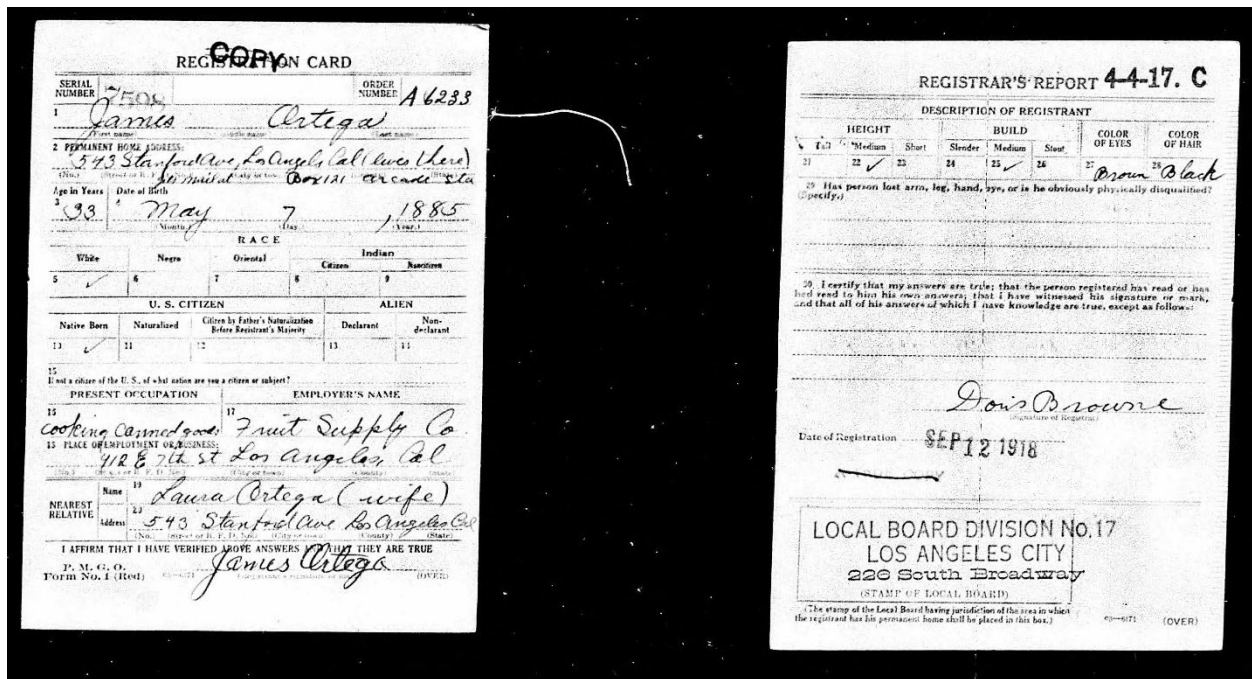 COPY
REGISTRATION CARD
SERIAL NUMBER 7598 ORDER NUMBER A 6233
1 James Ortega
(First name) (Middle name) (Last name)
2 PERMANENT HOME ADDRESS:
543 Stanford Ave, Los Angeles Cal (lives there)
(No.) (Street or R. F. D. No.) (City or town) (State)
mail at Box 121 arcade sta
Age in Years Date of Birth
3 33 4 May 7, 1885
(Month.) (Day.) (Year.)
RACE
White Negro Oriental Indian
Citizen Noncitizen
5 ✓ 6 7 8 9
U. S. CITIZEN ALIEN
Native Born Naturalized Citizen by Father's Naturalization Before Registrant's Majority Declarant Non-declarant
10 ✓ 11 12 13 14
15
If not a citizen of the U. S., of what nation are you a citizen or subject?
PRESENT OCCUPATION EMPLOYER'S NAME
16 17
cooking canned goods Fruit Supply Co
18 PLACE OF EMPLOYMENT OR BUSINESS:
912 E 7th St Los Angeles, Cal
(No.) (Street or R. F. D. No.) (City or town) (County) (State)
NEAREST RELATIVE
Name 19 Laura Ortega (wife)
Address 20 543 Stanford Ave Los Angeles Cal
(No.) (Street or R. F. D. No.) (City or town) (County) (State)
I AFFIRM THAT I HAVE VERIFIED ABOVE ANSWERS AND THAT THEY ARE TRUE
P. M. G. O.
Form No. 1 (Red) 03—6171 James Ortega (OVER)
REGISTRAR'S REPORT 4-4-17. C
DESCRIPTION OF REGISTRANT
HEIGHT BUILD COLOR OF EYES COLOR OF HAIR
Tall Medium Short Slender Medium Stout
21 22 ✓ 23 24 25 ✓ 26 27 Brown 28 Black
29 Has person lost arm, leg, hand, eye, or is he obviously physically disqualified?
(Specify.)
30 I certify that my answers are true; that the person registered has read or has
had read to him his own answers; that I have witnessed his signature or mark,
and that all of his answers of which I have knowledge are true, except as follows:
Doris Browne
(Signature of Registrar)
Date of Registration SEP 12 1918
LOCAL BOARD DIVISION No. 17
LOS ANGELES CITY
226 South Broadway
(STAMP OF LOCAL BOARD)
(The stamp of the Local Board having jurisdiction of the area in which
the registrant has his permanent home shall be placed in this box.) 03—6171 (OVER)